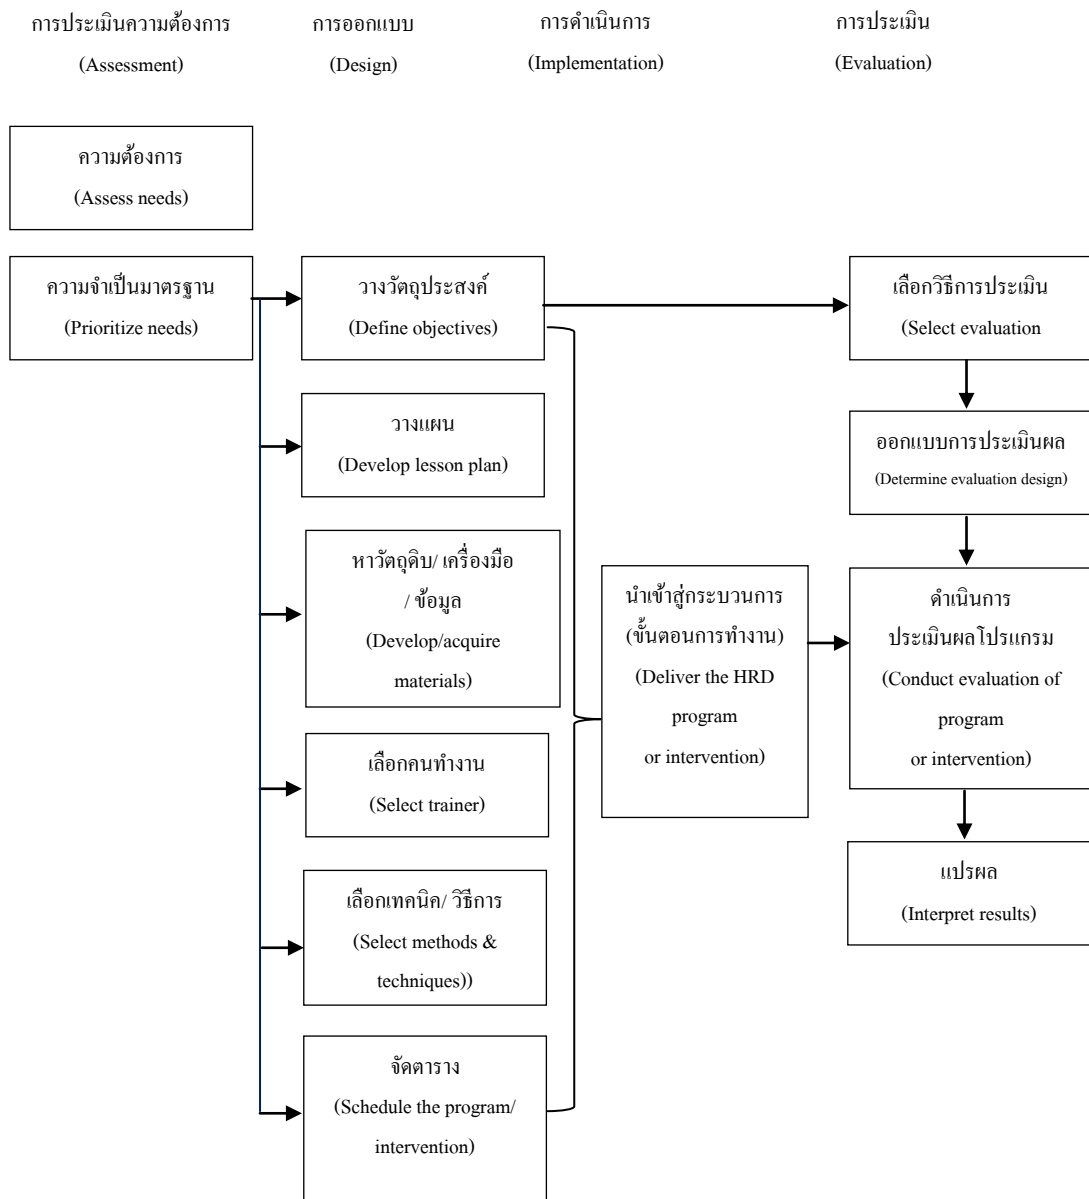 การประเมินความต้องการ
(Assessment)
การออกแบบ
(Design)
การดำเนินการ
(Implementation)
การประเมิน
(Evaluation)
ความต้องการ
(Assess needs)
ความจำเป็นมาตรฐาน
(Prioritize needs)
วางวัตถุประสงค์
(Define objectives)
วางแผน
(Develop lesson plan)
หาวัตถุดิบ/ เครื่องมือ
/ ข้อมูล
(Develop/acquire
materials)
เลือกคนทำงาน
(Select trainer)
เลือกเทคนิค/ วิธีการ
(Select methods &
techniques))
จัดตาราง
(Schedule the program/
intervention)
นำเข้าสู่กระบวนการ
(ขั้นตอนการทำงาน)
(Deliver the HRD
program
or intervention)
เลือกวิธีการประเมิน
(Select evaluation
ออกแบบการประเมินผล
(Determine evaluation design)
ดำเนินการ
ประเมินผลโปรแกรม
(Conduct evaluation of
program
or intervention)
แปรผล
(Interpret results)